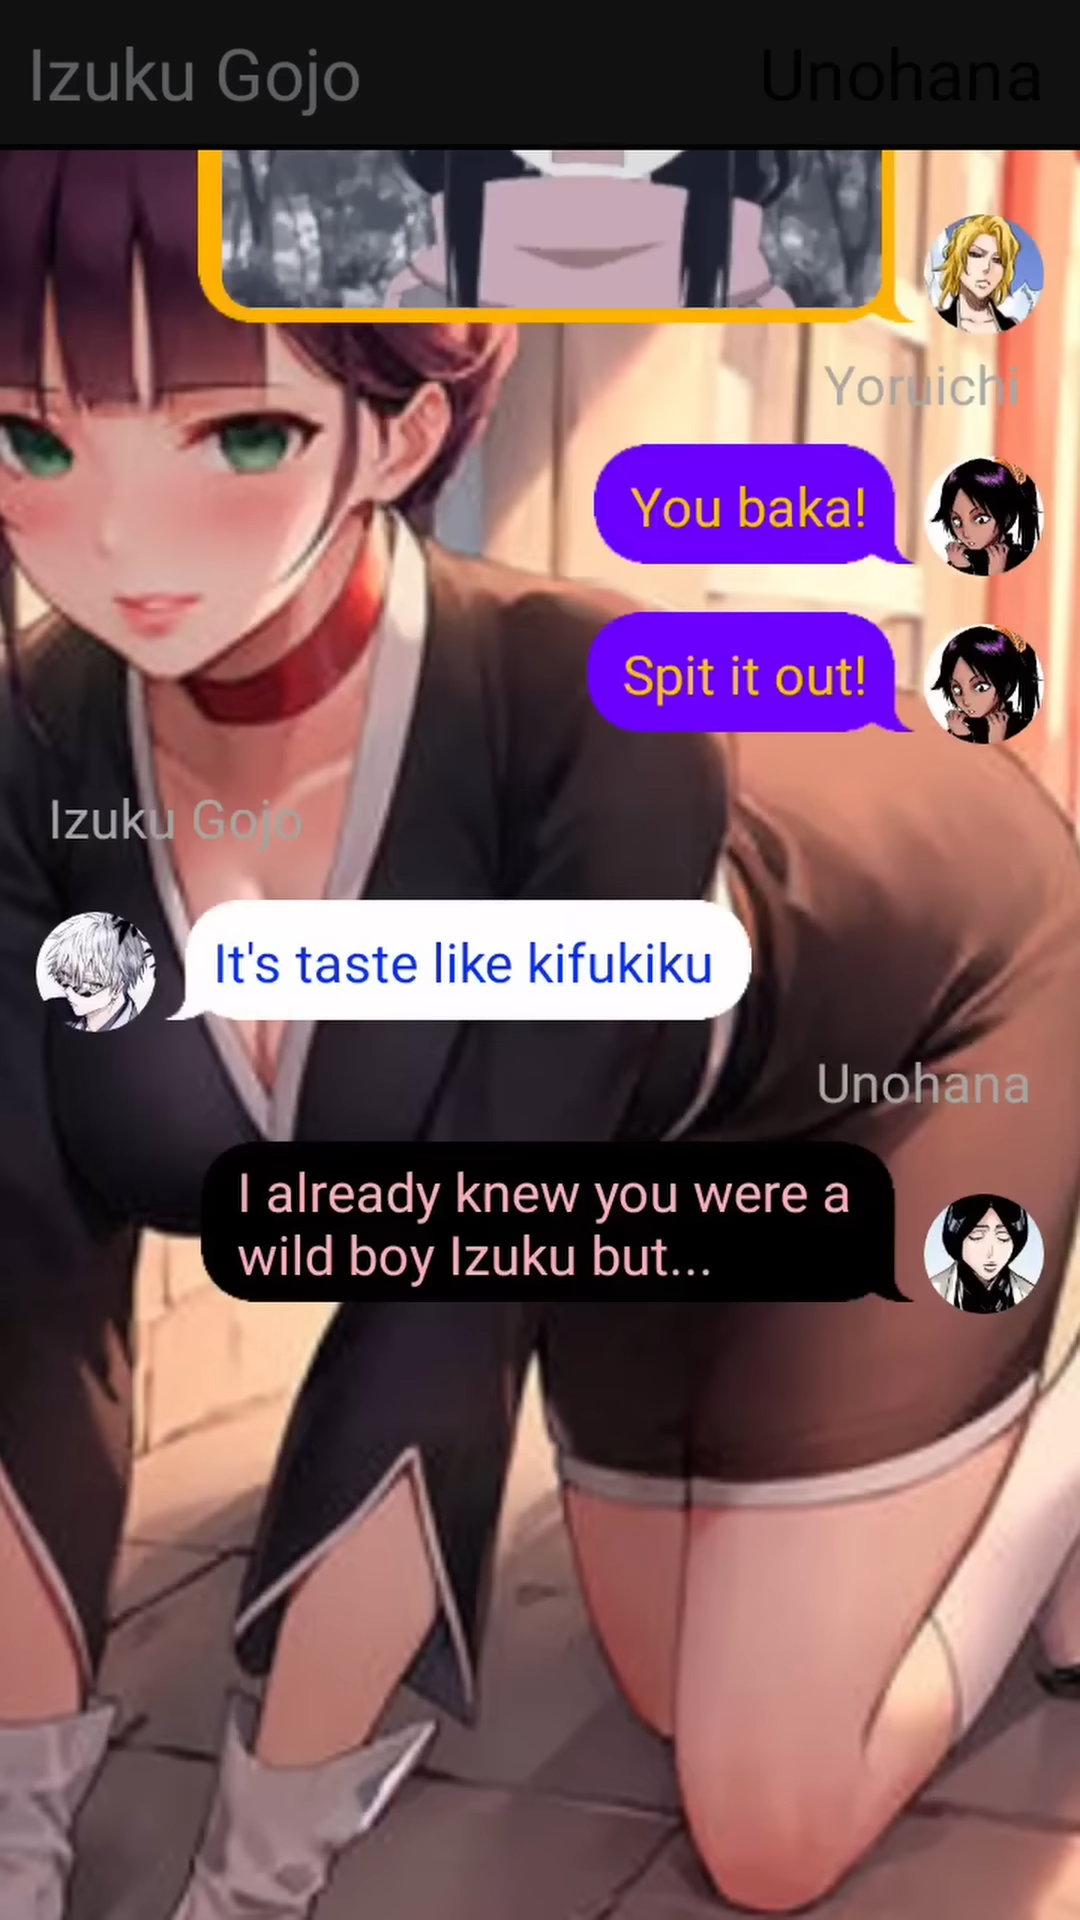 Izuku Gojo
Unohana
Yoruichi
You baka!
Spit it out!
Izuku Gojo
It's taste like kifukiku
Unohana
I already knew you were a
wild boy Izuku but...